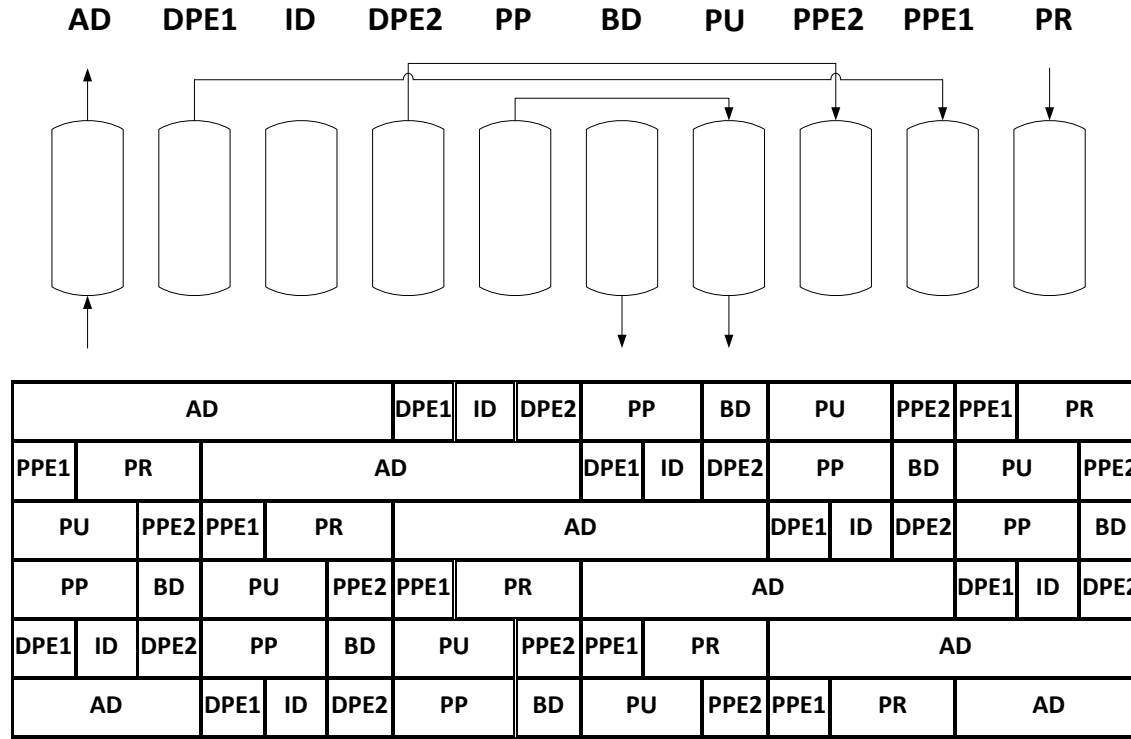 AD DPE1 ID DPE2 PP BD PU PPE2 PPE1 PR
AD DPE1 ID DPE2 PP BD PU PPE2 PPE1 PR
PPE1 PR AD DPE1 ID DPE2 PP BD PU PPE2
PU PPE2 PPE1 PR AD DPE1 ID DPE2 PP BD
PP BD PU PPE2 PPE1 PR AD DPE1 ID DPE2
DPE1 ID DPE2 PP BD PU PPE2 PPE1 PR AD
AD DPE1 ID DPE2 PP BD PU PPE2 PPE1 PR AD